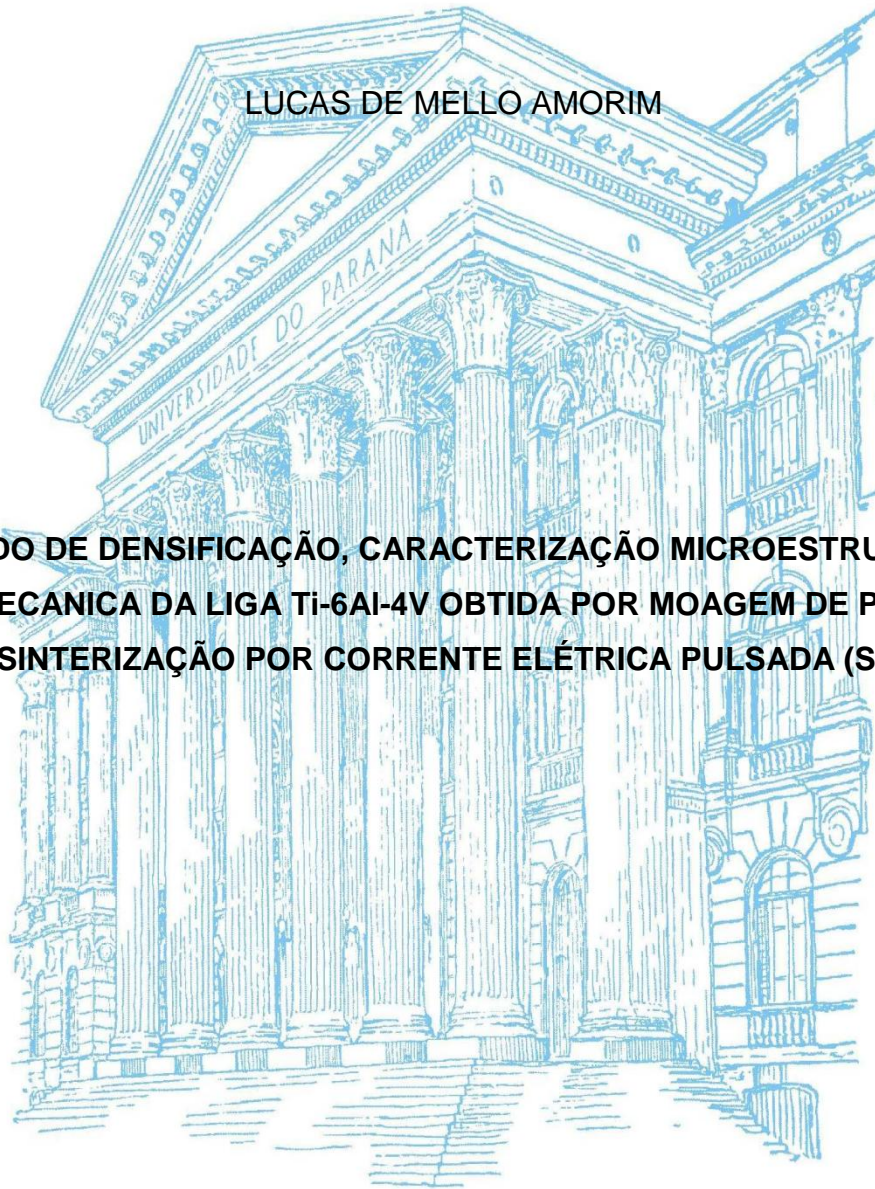 LUCAS DE MELLO AMORIM
UNIVERSIDADE DO PARANÁ
DO DE DENSIFICAÇÃO, CARACTERIZAÇÃO MICROESTRU
ECANICA DA LIGA Ti-6Al-4V OBTIDA POR MOAGEM DE P
SINTERIZAÇÃO POR CORRENTE ELÉTRICA PULSADA (S